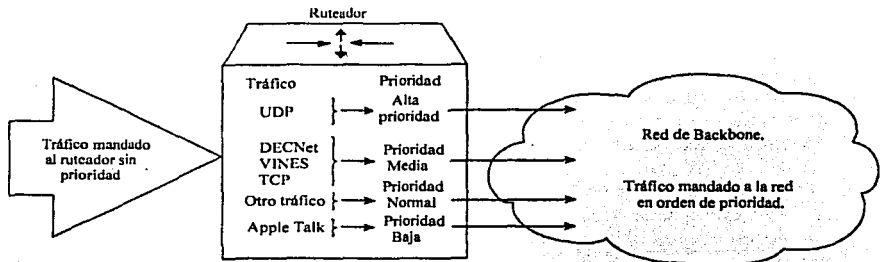 Ruteador
Tráfico mandado
al ruteador sin
prioridad
Tráfico Prioridad
UDP Alta
prioridad
DECNet
VINES
TCP
Prioridad
Media
Otro tráfico Prioridad
Normal
Apple Talk Prioridad
Baja
Red de Backbone.
Tráfico mandado a la red
en orden de prioridad.